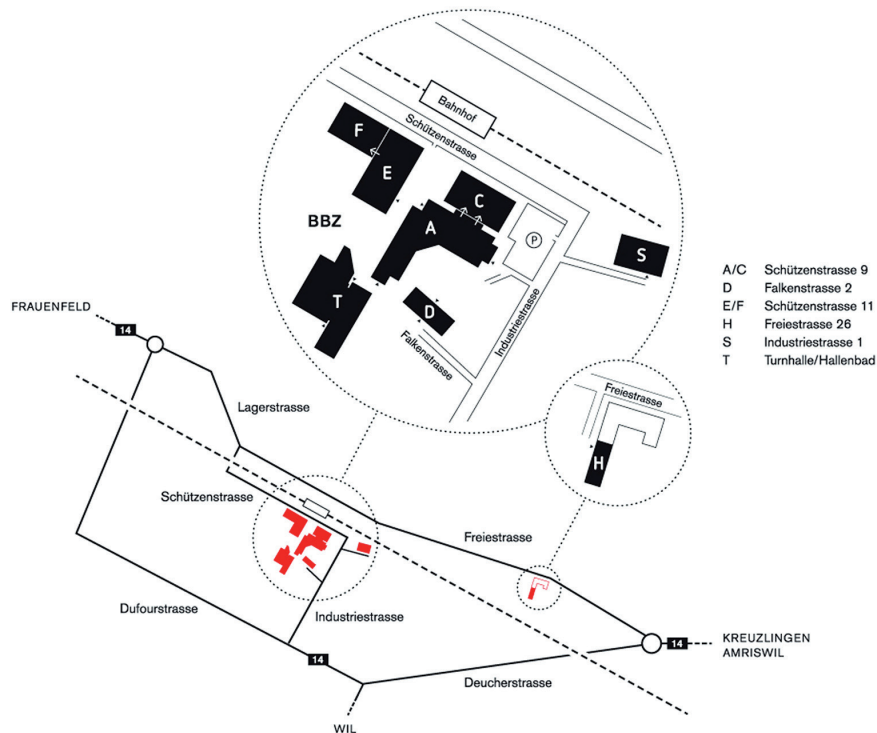 Bahnhof
Schützenstrasse
F
E
C
BBZ
A
P
S
T
D
Falkenstrasse
Industriestrasse
A/C Schützenstrasse 9
D Falkenstrasse 2
E/F Schützenstrasse 11
H Freiestrasse 26
S Industriestrasse 1
T Turnhalle/Hallenbad
FRAUENFELD
14
Lagerstrasse
Freiestrasse
H
Schützenstrasse
Freiestrasse
Dufourstrasse
Industriestrasse
14
KREUZLINGEN
AMRISWIL
14
Deucherstrasse
WIL